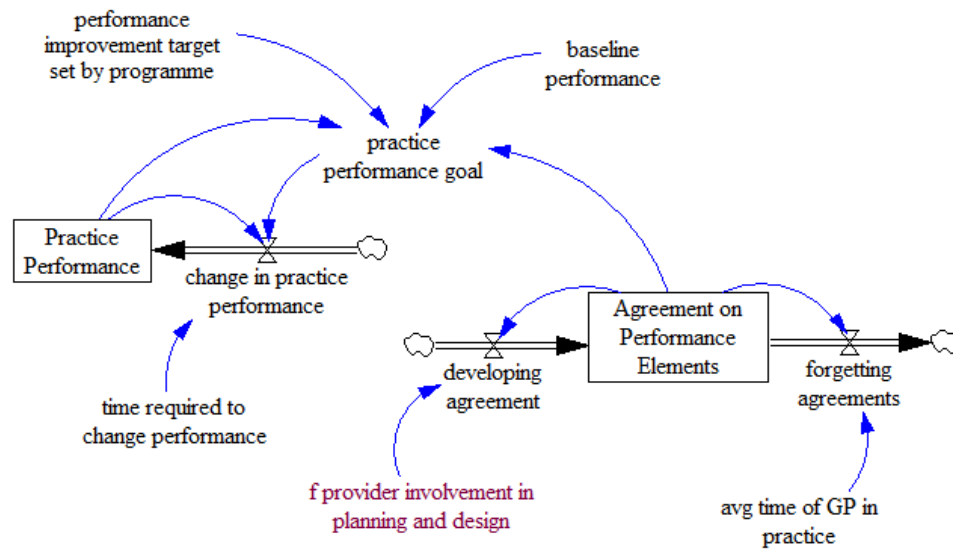 performance
improvement target
set by programme
baseline
performance
practice
performance goal
Practice
Performance
change in practice
performance
Agreement on
Performance
Elements
developing
agreement
forgetting
agreements
time required to
change performance
f provider involvement in
planning and design
avg time of GP in
practice